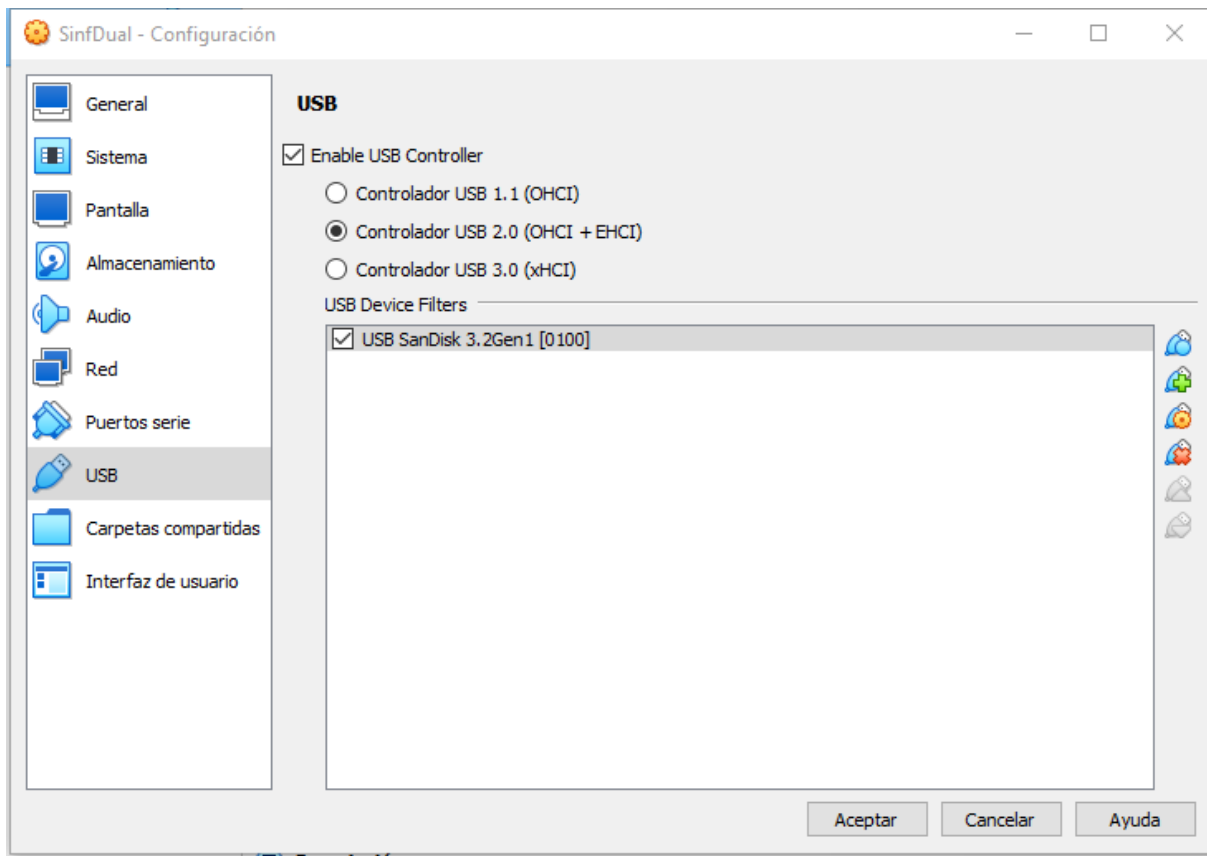 SinfDual - Configuración
General
Sistema
Pantalla
Almacenamiento
Audio
Red
Puertos serie
USB
Carpetas compartidas
Interfaz de usuario
USB
Enable USB Controller
Controlador USB 1.1 (OHCI)
Controlador USB 2.0 (OHCI + EHCI)
Controlador USB 3.0 (xHCI)
USB Device Filters
USB SanDisk 3.2Gen1 [0100]
Aceptar
Cancelar
Ayuda